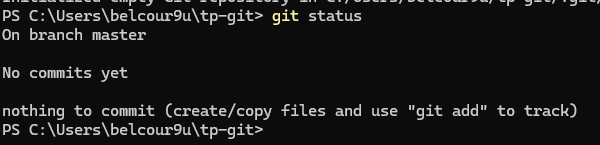 PS C:\Users\belcour9u\tp-git> git status
On branch master
No commits yet
nothing to commit (create/copy files and use "git add" to track)
PS C:\Users\belcour9u\tp-git>